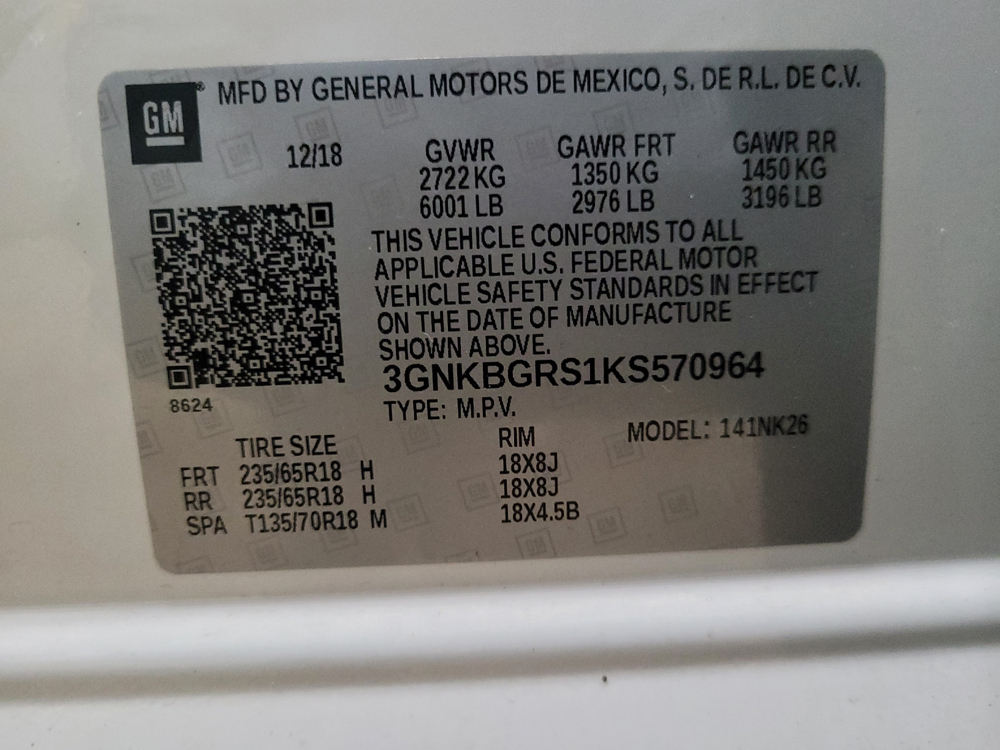 GM
MFD BY GENERAL MOTORS DE MEXICO, S. DE R.L. DE C.V.
12/18
GVWR GAWR FRT GAWR RR
2722 KG 1350 KG 1450 KG
6001 LB 2976 LB 3196 LB
THIS VEHICLE CONFORMS TO ALL
APPLICABLE U.S. FEDERAL MOTOR
VEHICLE SAFETY STANDARDS IN EFFECT
ON THE DATE OF MANUFACTURE
SHOWN ABOVE.
3GNKBGRS1KS570964
8624
TYPE: M.P.V.
MODEL: 141NK26
TIRE SIZE RIM
FRT 235/65R18 H 18X8J
RR 235/65R18 H 18X8J
SPA T135/70R18 M 18X4.5B